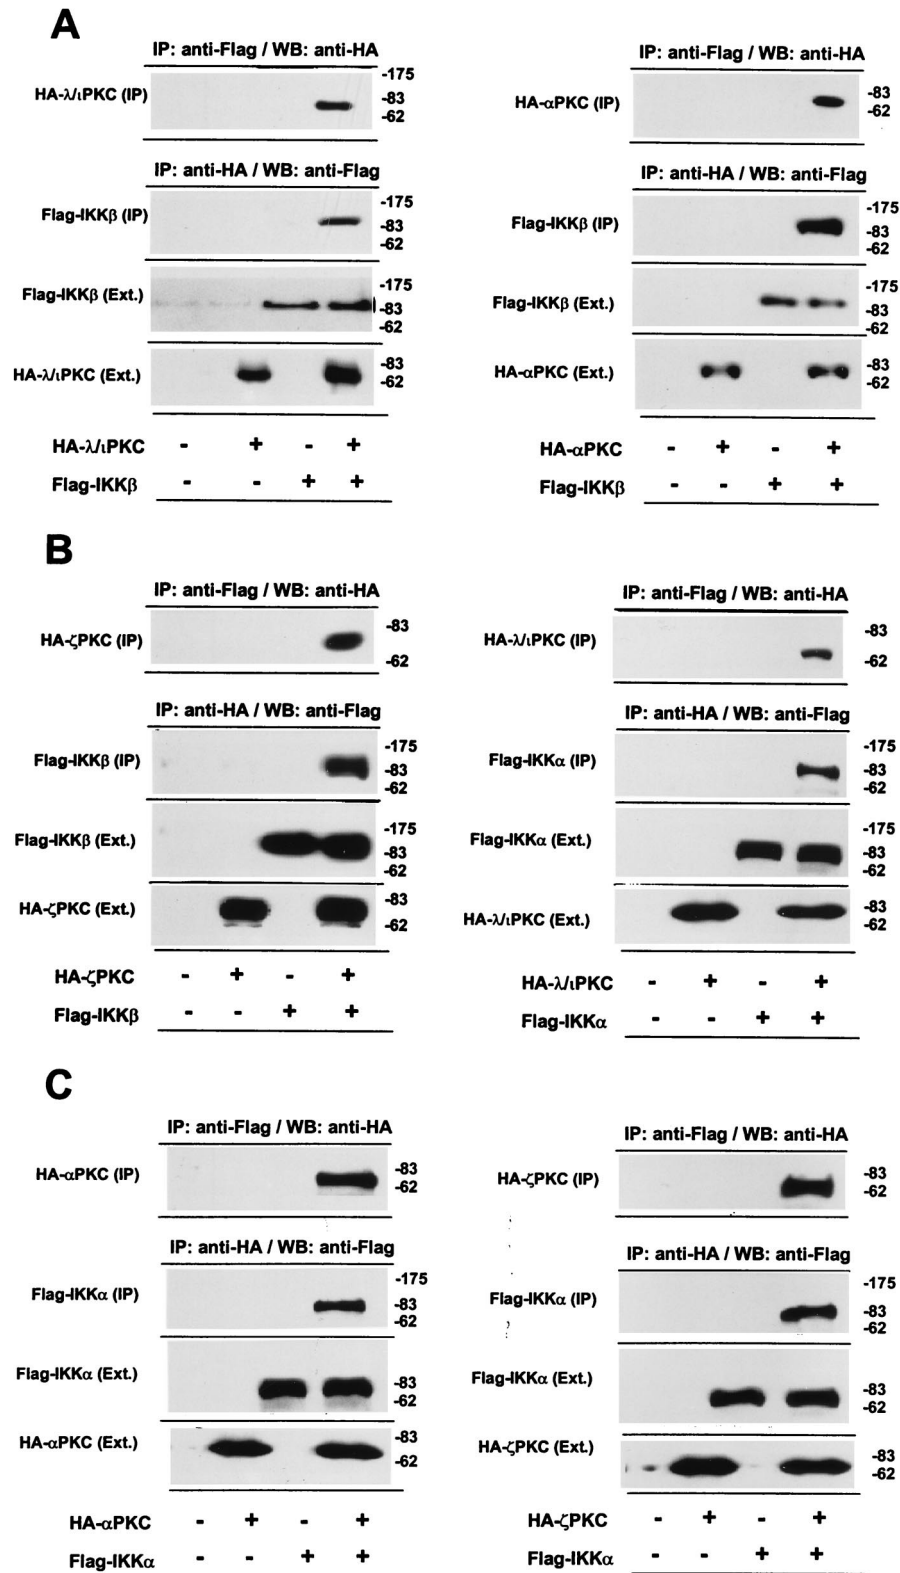 A
IP: anti-Flag / WB: anti-HA
HA-λ/ιPKC (IP)
-175
-83
-62
IP: anti-HA / WB: anti-Flag
Flag-IKKβ (IP)
-175
-83
-62
Flag-IKKβ (Ext.)
-175
-83
-62
HA-λ/ιPKC (Ext.)
-83
-62
HA-λ/ιPKC - + - +
Flag-IKKβ - - + +
IP: anti-Flag / WB: anti-HA
HA-αPKC (IP)
-83
-62
IP: anti-HA / WB: anti-Flag
Flag-IKKβ (IP)
-175
-83
-62
Flag-IKKβ (Ext.)
-175
-83
-62
HA-αPKC (Ext.)
-83
-62
HA-αPKC - + - +
Flag-IKKβ - - + +
B
IP: anti-Flag / WB: anti-HA
HA-ζPKC (IP)
-83
-62
IP: anti-HA / WB: anti-Flag
Flag-IKKβ (IP)
-175
-83
-62
Flag-IKKβ (Ext.)
-175
-83
-62
HA-ζPKC (Ext.)
-83
-62
HA-ζPKC - + - +
Flag-IKKβ - - + +
IP: anti-Flag / WB: anti-HA
HA-λ/ιPKC (IP)
-83
-62
IP: anti-HA / WB: anti-Flag
Flag-IKKα (IP)
-175
-83
-62
Flag-IKKα (Ext.)
-175
-83
-62
HA-λ/ιPKC (Ext.)
-83
-62
HA-λ/ιPKC - + - +
Flag-IKKα - - + +
C
IP: anti-Flag / WB: anti-HA
HA-αPKC (IP)
-83
-62
IP: anti-HA / WB: anti-Flag
Flag-IKKα (IP)
-175
-83
-62
Flag-IKKα (Ext.)
-83
-62
HA-αPKC (Ext.)
-83
-62
HA-αPKC - + - +
Flag-IKKα - - + +
IP: anti-Flag / WB: anti-HA
HA-ζPKC (IP)
-83
-62
IP: anti-HA / WB: anti-Flag
Flag-IKKα (IP)
-175
-83
-62
Flag-IKKα (Ext.)
-83
-62
HA-ζPKC (Ext.)
-83
-62
HA-ζPKC - + - +
Flag-IKKα - - + +